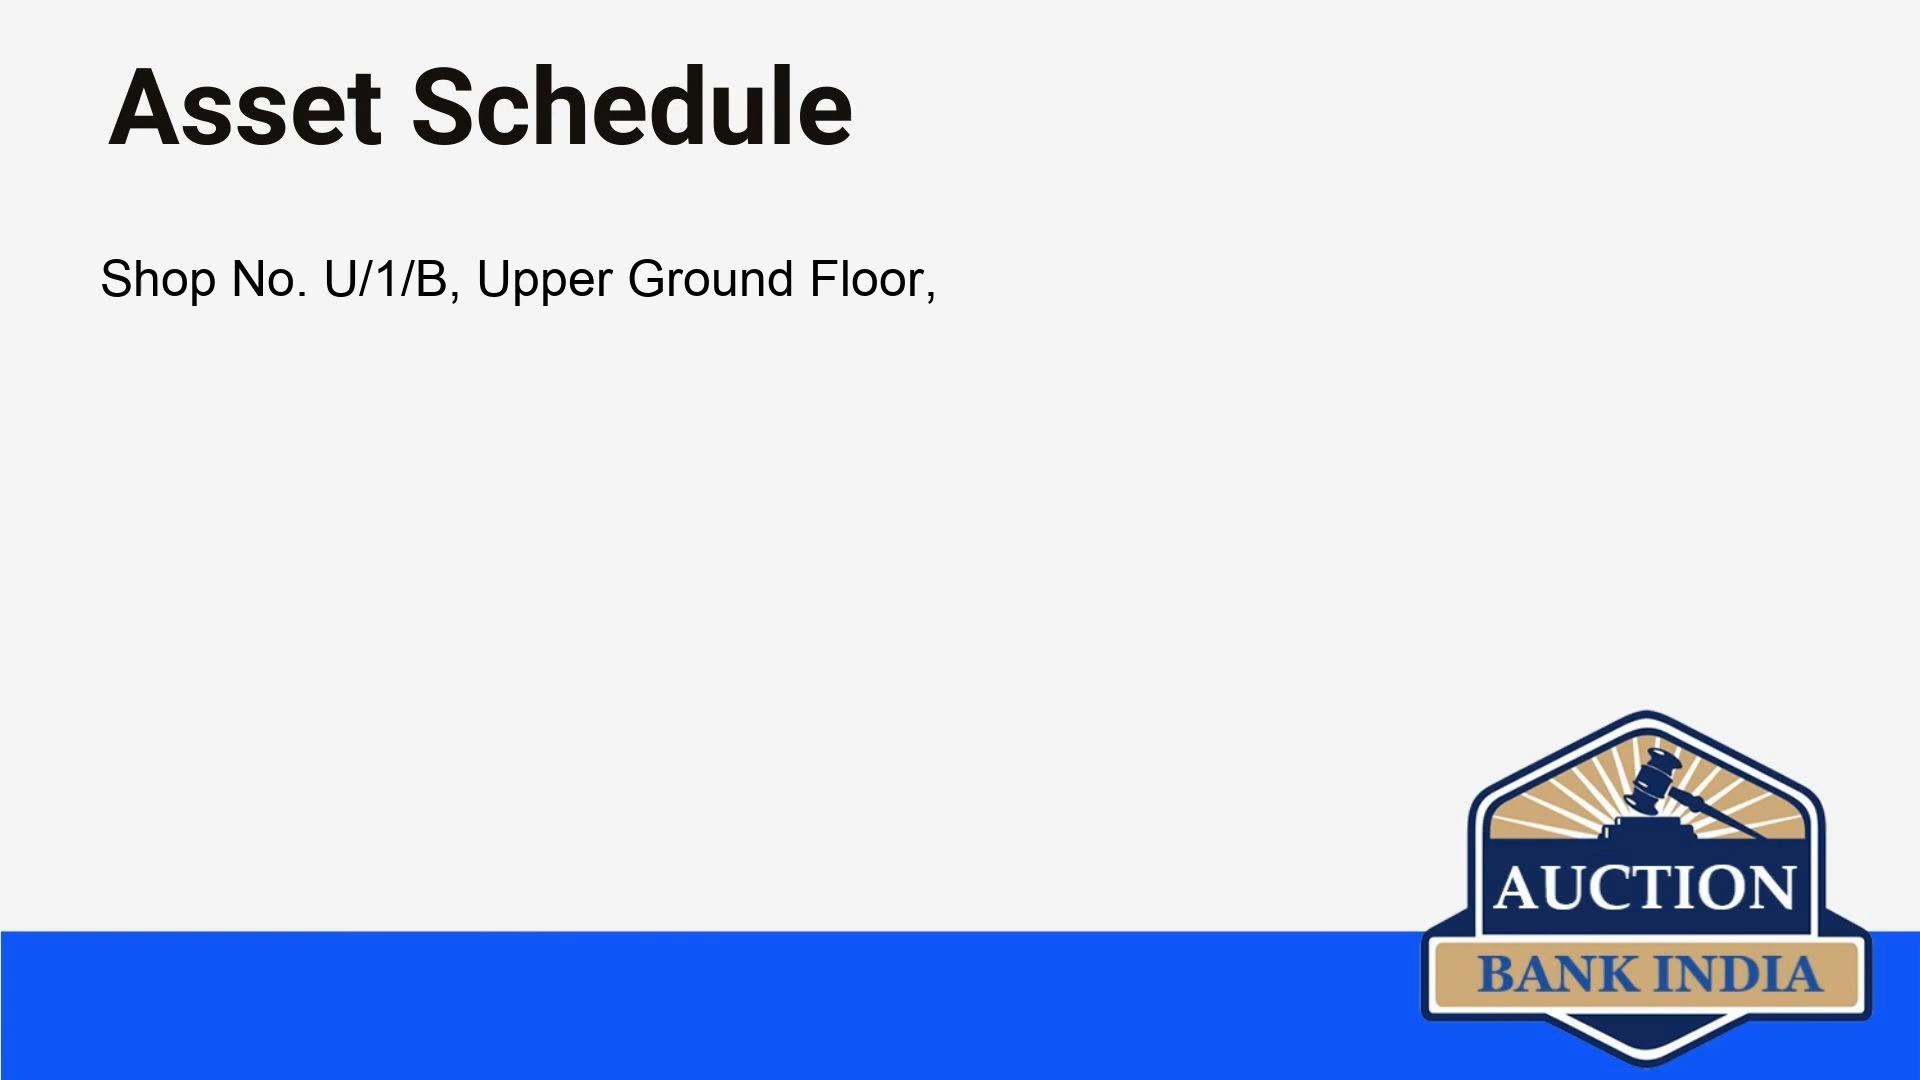 Asset Schedule
Shop No. U/1/B, Upper Ground Floor,
AUCTION
BANK INDIA